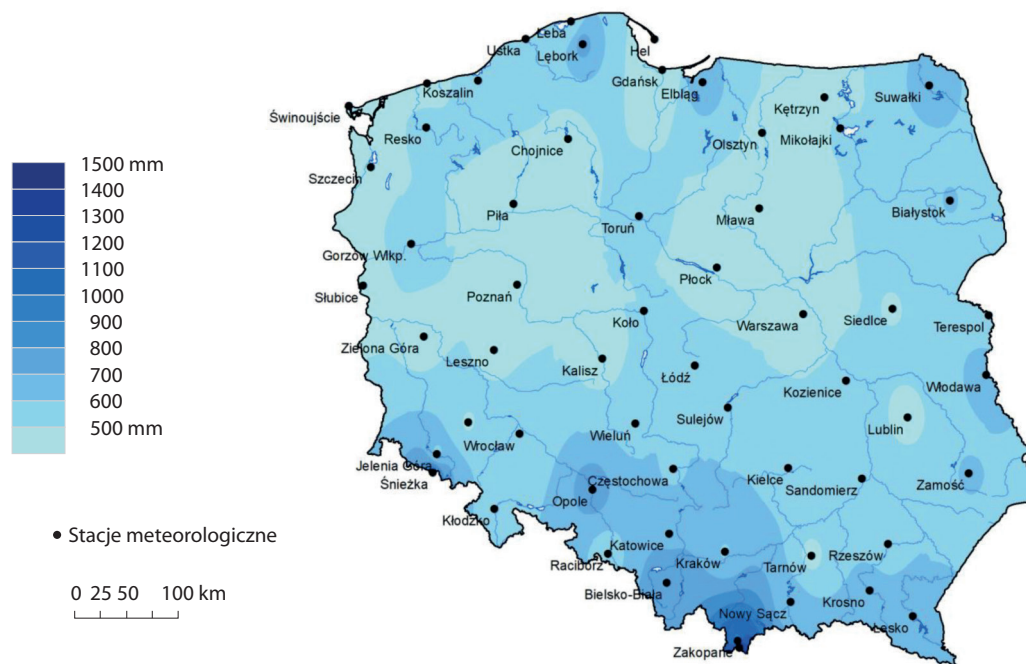 1500 mm
1400
1300
1200
1100
1000
900
800
700
600
500 mm
Stacje meteorologiczne
0 25 50 100 km
Łeba
Ustka
Lębork
Hel
Gdańsk
Elbląg
Koszalin
Świnoujście
Resko
Kętrzyn
Suwałki
Chojnice
Olsztyn
Mikołajki
Szczecin
Piła
Toruń
Mława
Białystok
Gorzów Wlkp.
Słubice
Poznań
Płock
Koło
Warszawa
Siedlce
Terespol
Zielona Góra
Leszno
Kalisz
Łódź
Kozienice
Włodawa
Sulejów
Lublin
Wrocław
Wieluń
Jelenia Góra
Śnieżka
Częstochowa
Kielce
Sandomierz
Zamość
Opole
Kłodzko
Katowice
Raciborz
Kraków
Tarnów
Rzeszów
Bielsko-Biała
Nowy Sącz
Krosno
Lesko
Zakopane